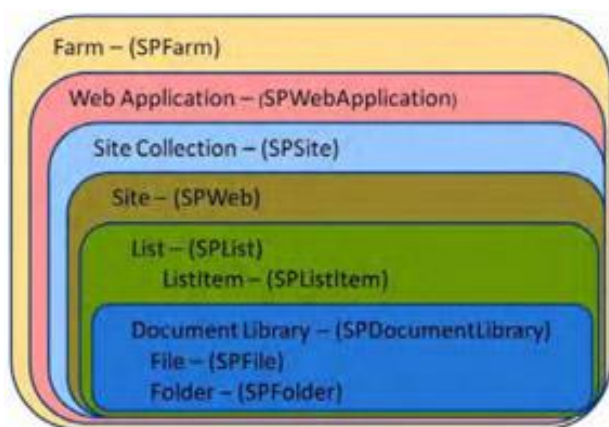 Farm – (SPFarm)
Web Application – (SPWebApplication)
Site Collection – (SPSite)
Site – (SPWeb)
List – (SPList)
ListItem – (SPListItem)
Document Library – (SPDocumentLibrary)
File – (SPFile)
Folder – (SPFolder)